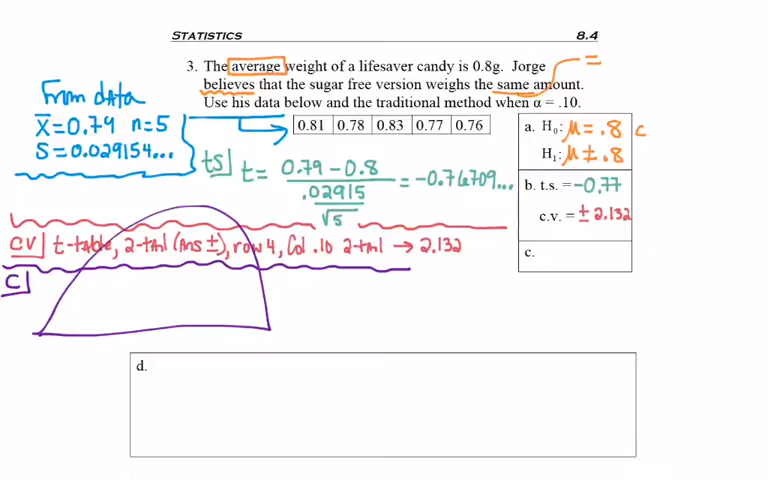 STATISTICS 8.4
3. The average weight of a lifesaver candy is 0.8g. Jorge =
believes that the sugar free version weighs the same amount.
Use his data below and the traditional method when α = .10.
From data
X̅=0.79 n=5
S=0.029154...
0.81 0.78 0.83 0.77 0.76
a. H₀: μ = .8 C
H₁: μ ≠ .8
b. t.s. = -0.77
c.v. = ± 2.132
c.
ts] t = (0.79 - 0.8) / (.02915 / √5) = -0.76709...
CV] t-table, 2-tail (Ans ±), row 4, Col .10 2-tail → 2.132
C]
d.